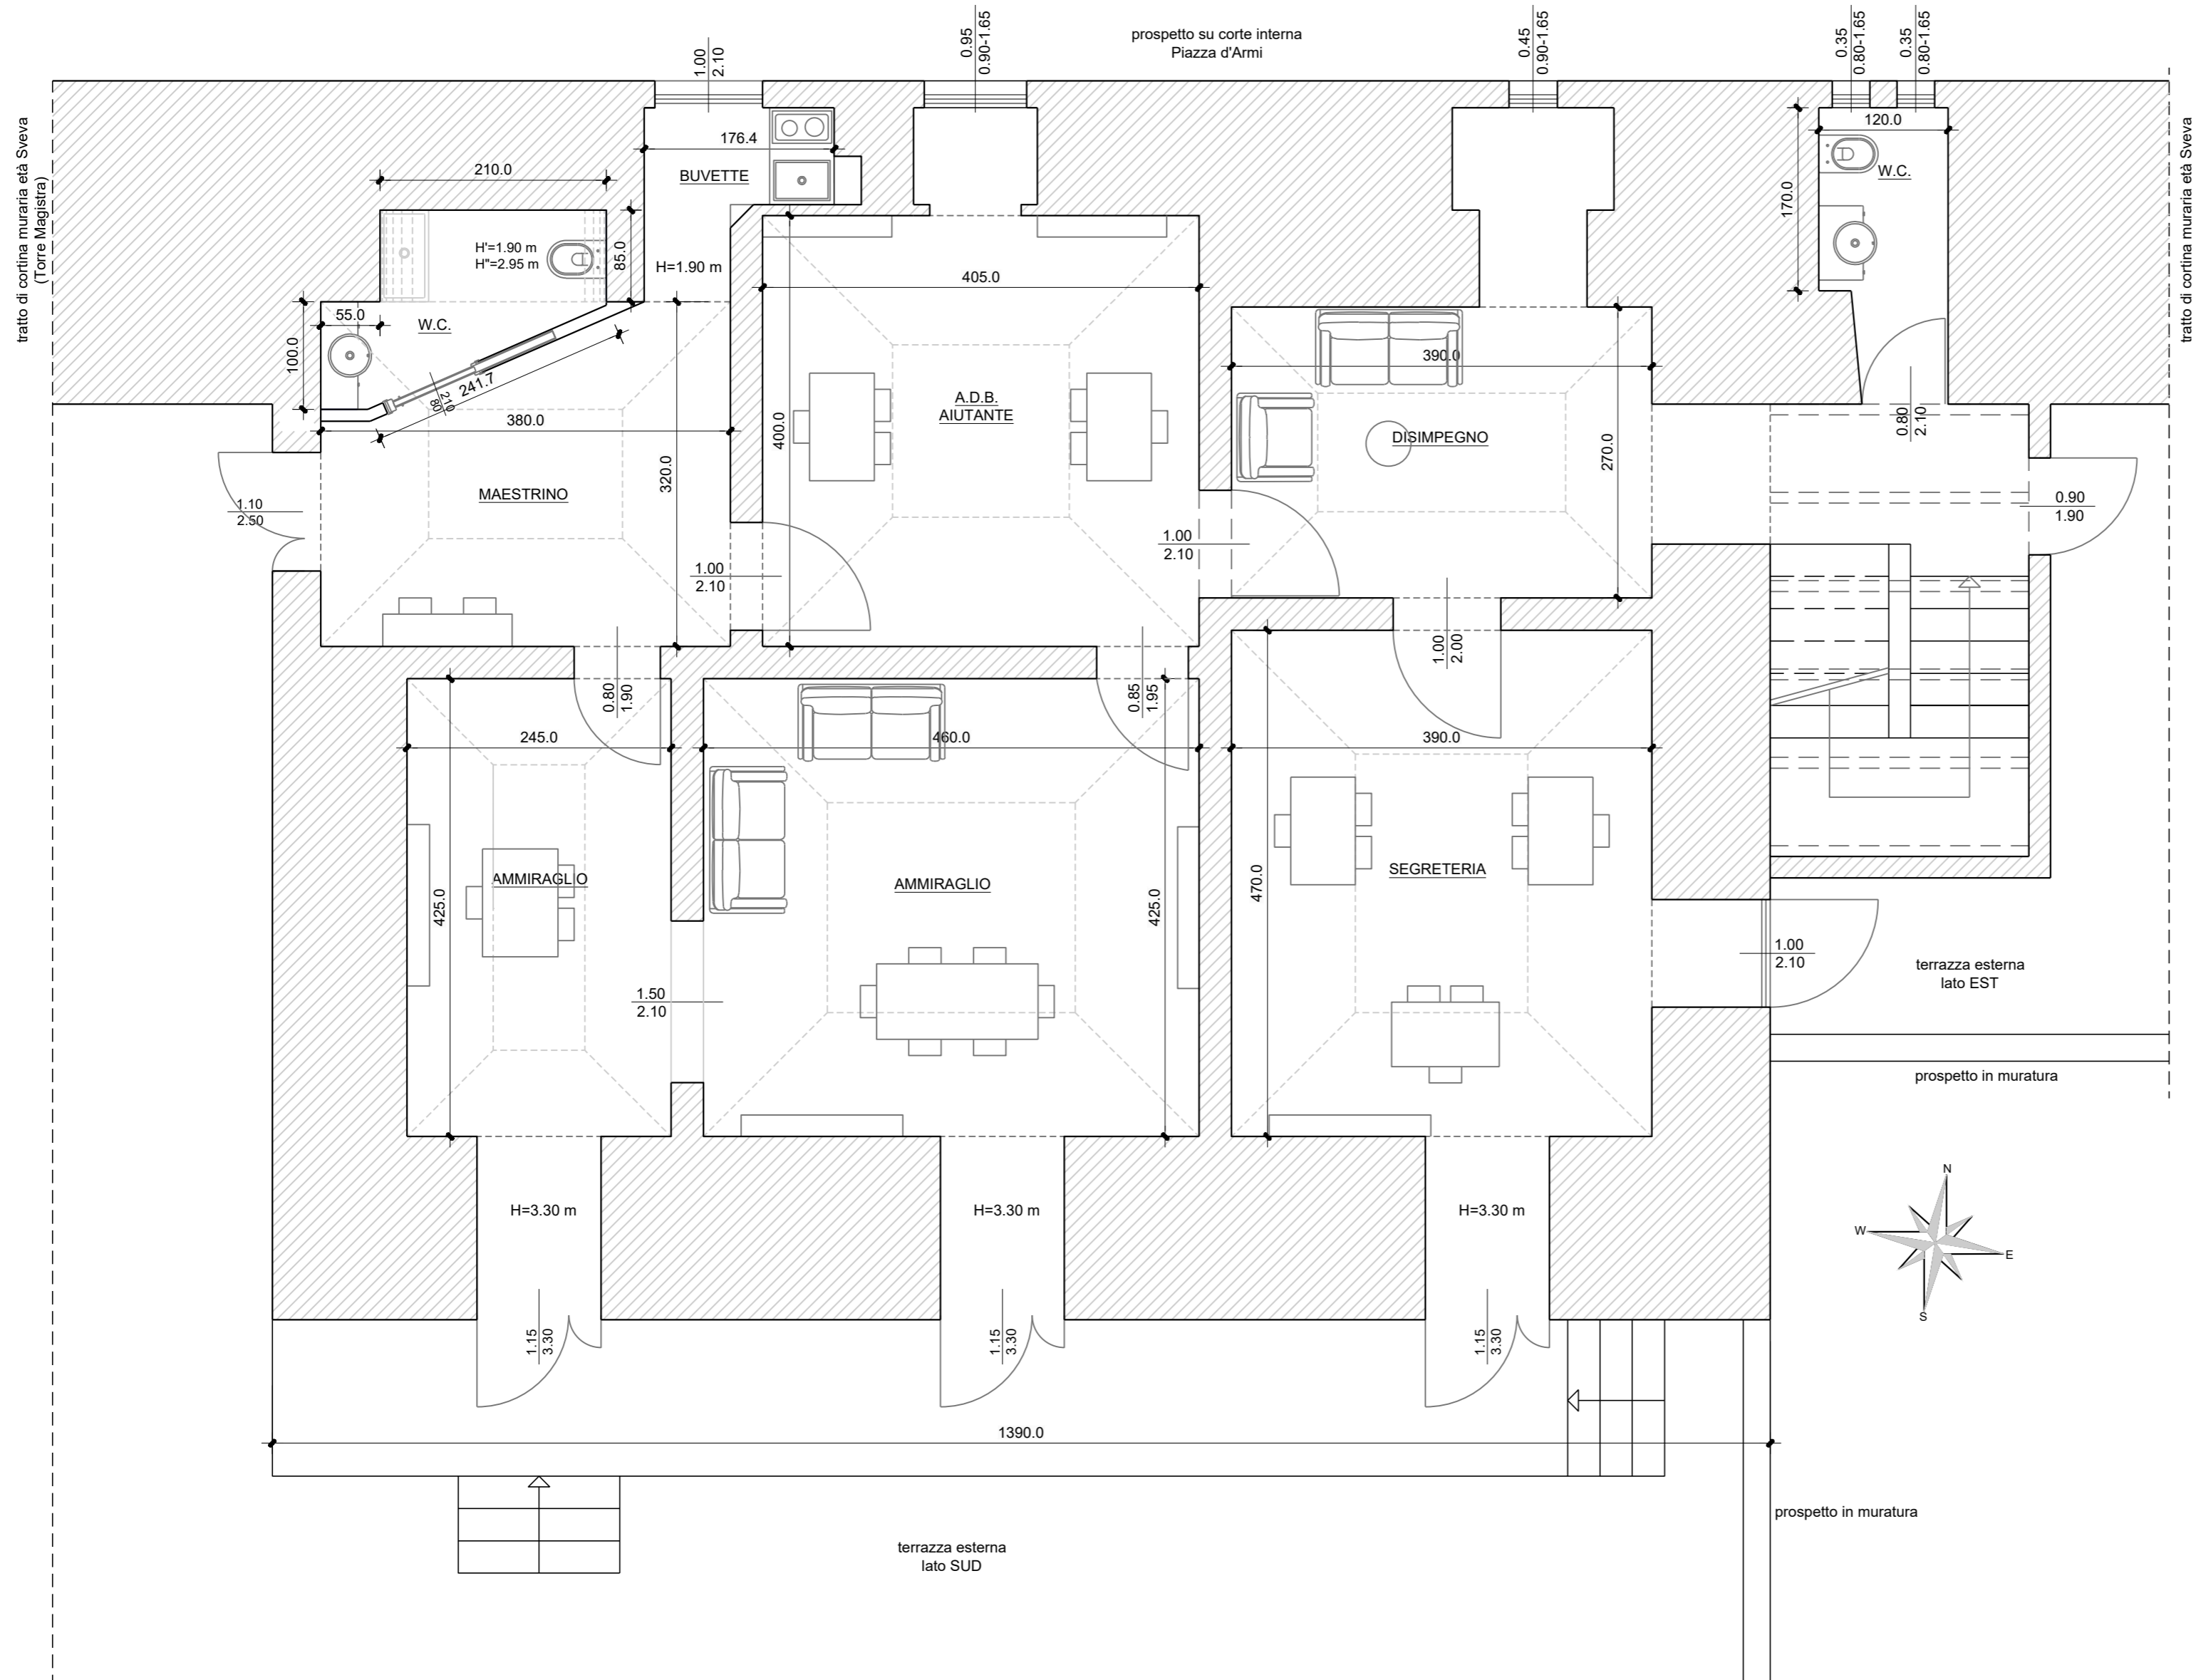 prospetto su corte interna
Piazza d'Armi
1.00
2.10
0.95
0.90-1.65
0.45
0.90-1.65
0.35
0.80-1.65
0.35
0.80-1.65
tratto di cortina muraria età Sveva
(Torre Magistra)
tratto di cortina muraria età Sveva
176.4
BUVETTE
210.0
85.0
H'=1.90 m
H"=2.95 m
H=1.90 m
120.0
W.C.
170.0
55.0
W.C.
100.0
241.7
210
80
380.0
320.0
MAESTRINO
1.10
2.50
405.0
400.0
A.D.B.
AIUTANTE
390.0
DISIMPEGNO
270.0
0.80
2.10
0.90
1.90
1.00
2.10
1.00
2.10
1.00
2.00
0.80
1.90
0.85
1.95
245.0
460.0
390.0
425.0
AMMIRAGLIO
AMMIRAGLIO
425.0
470.0
SEGRETERIA
1.50
2.10
1.00
2.10
terrazza esterna
lato EST
prospetto in muratura
H=3.30 m
H=3.30 m
H=3.30 m
N
W
E
S
1.15
3.30
1.15
3.30
1.15
3.30
1390.0
prospetto in muratura
terrazza esterna
lato SUD